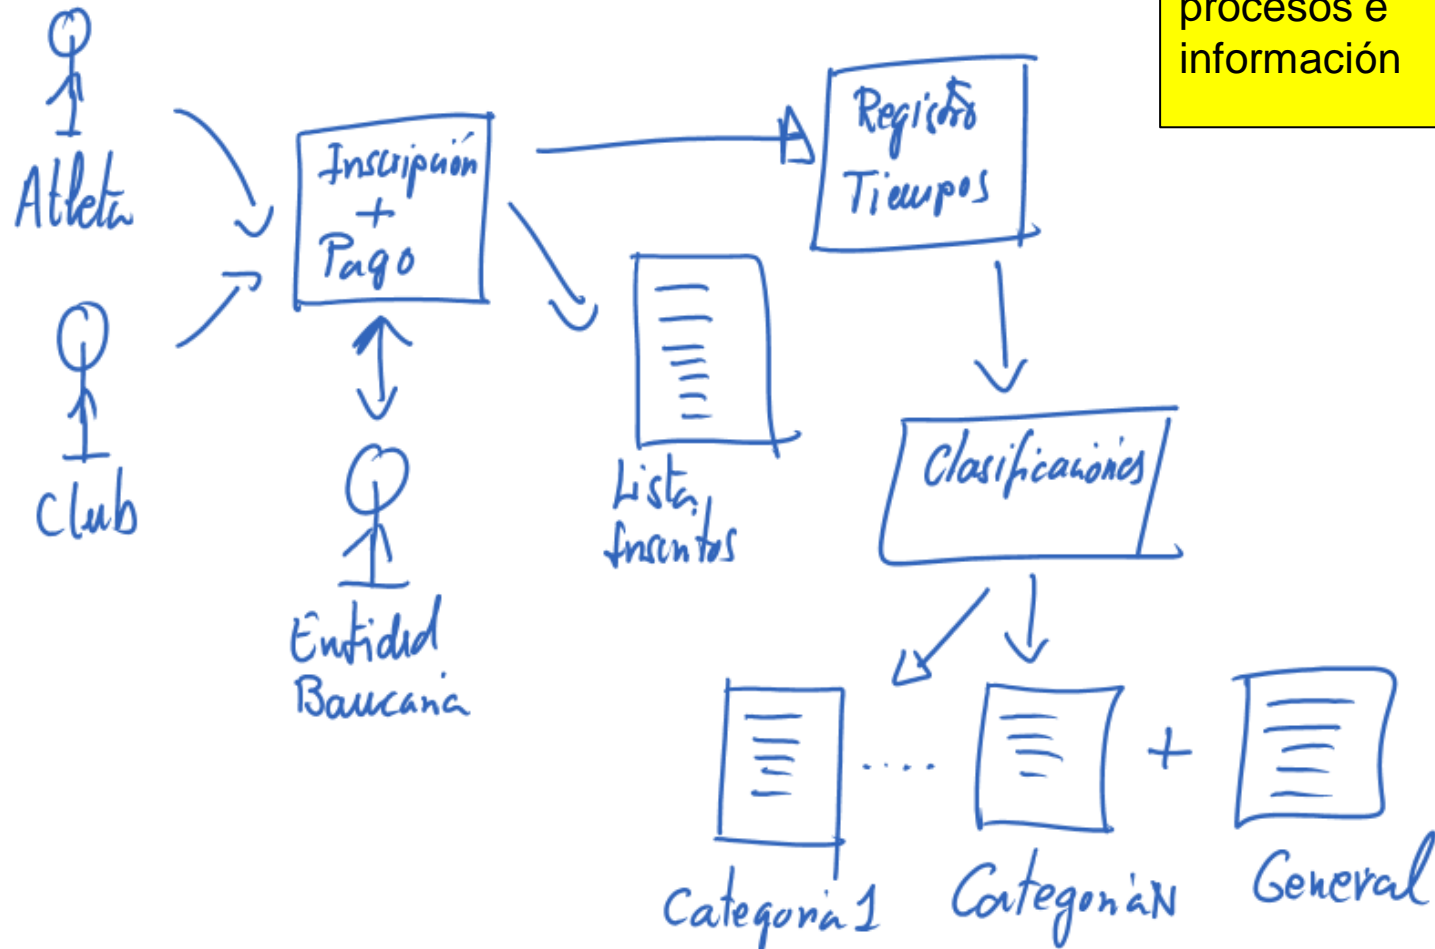 procesos e
información
Atleta
Inscripción
+
Pago
Registro
Tiempos
Club
Entidad
Bancaria
Lista
Inscritos
Clasificaciones
.... 
+
Categoría 1
Categoría N
General